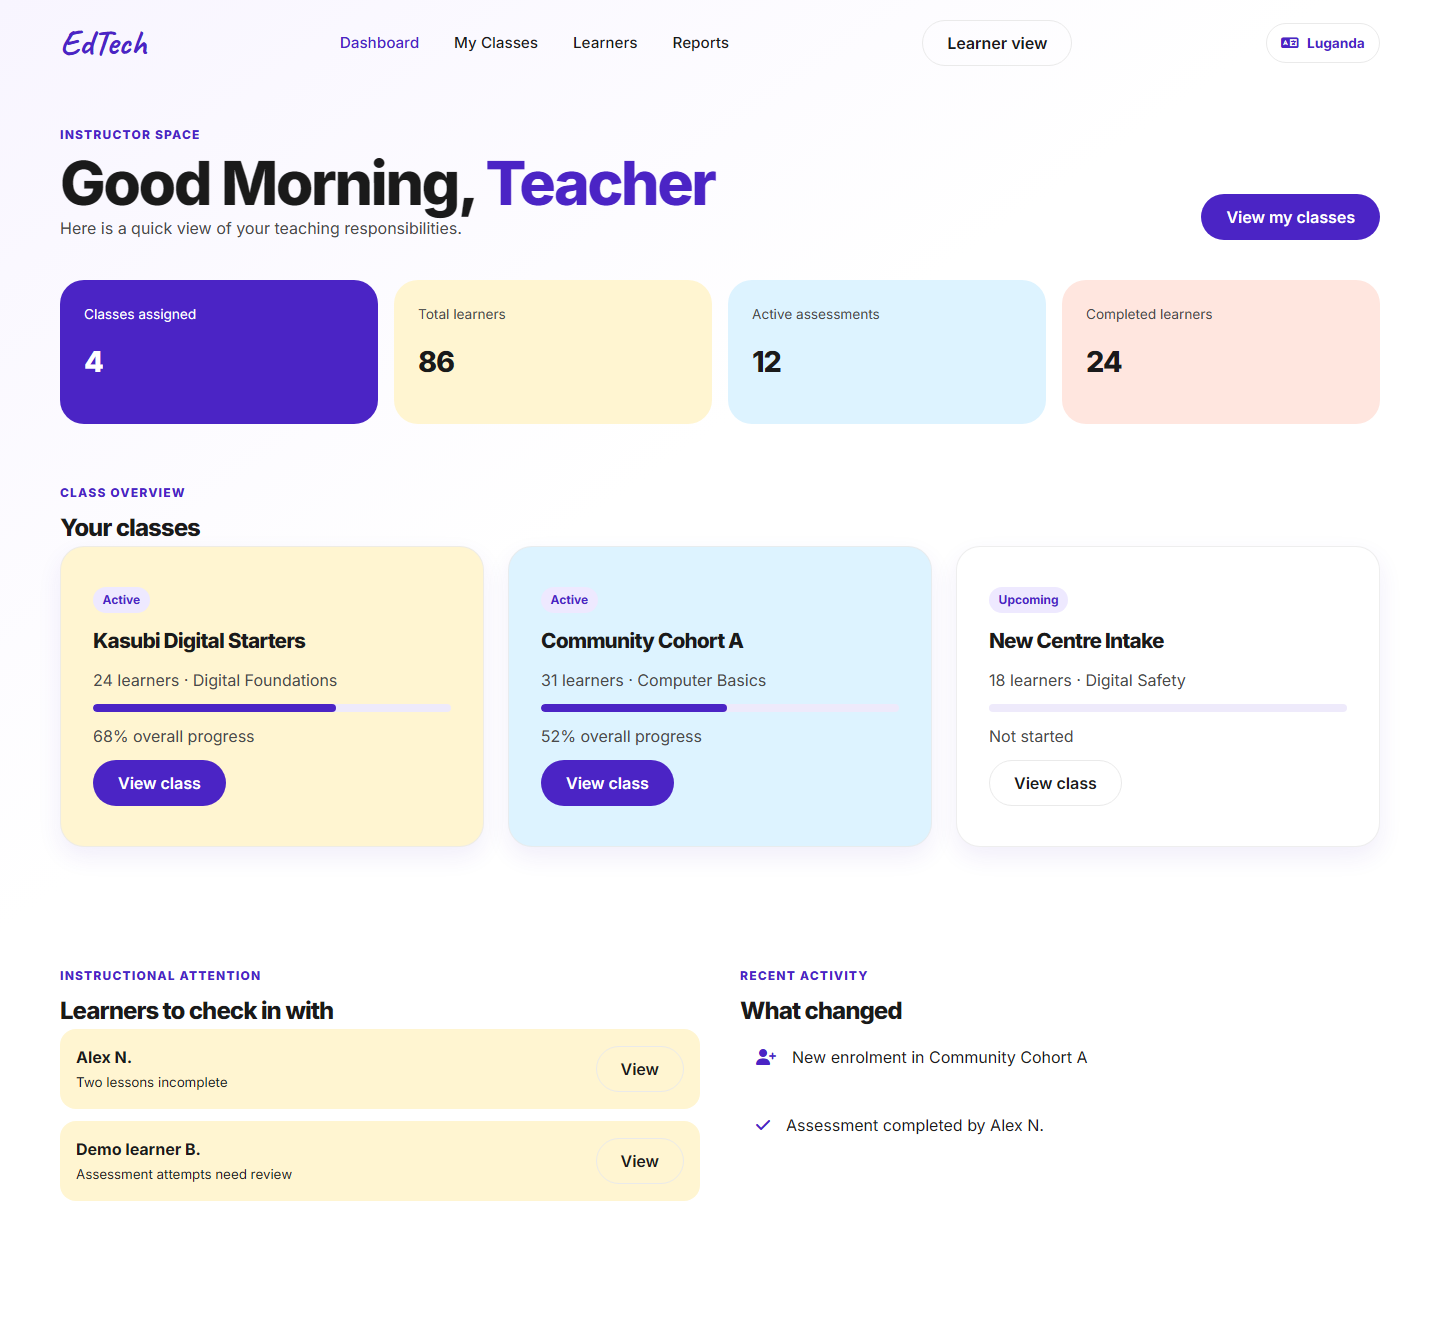 EdTech
Dashboard
My Classes
Learners
Reports
Learner view
Luganda
INSTRUCTOR SPACE
Good Morning, Teacher
Here is a quick view of your teaching responsibilities.
View my classes
Classes assigned
4
Total learners
86
Active assessments
12
Completed learners
24
CLASS OVERVIEW
Your classes
Active
Kasubi Digital Starters
24 learners · Digital Foundations
68% overall progress
View class
Active
Community Cohort A
31 learners · Computer Basics
52% overall progress
View class
Upcoming
New Centre Intake
18 learners · Digital Safety
Not started
View class
INSTRUCTIONAL ATTENTION
Learners to check in with
Alex N.
Two lessons incomplete
View
Demo learner B.
Assessment attempts need review
View
RECENT ACTIVITY
What changed
New enrolment in Community Cohort A
Assessment completed by Alex N.